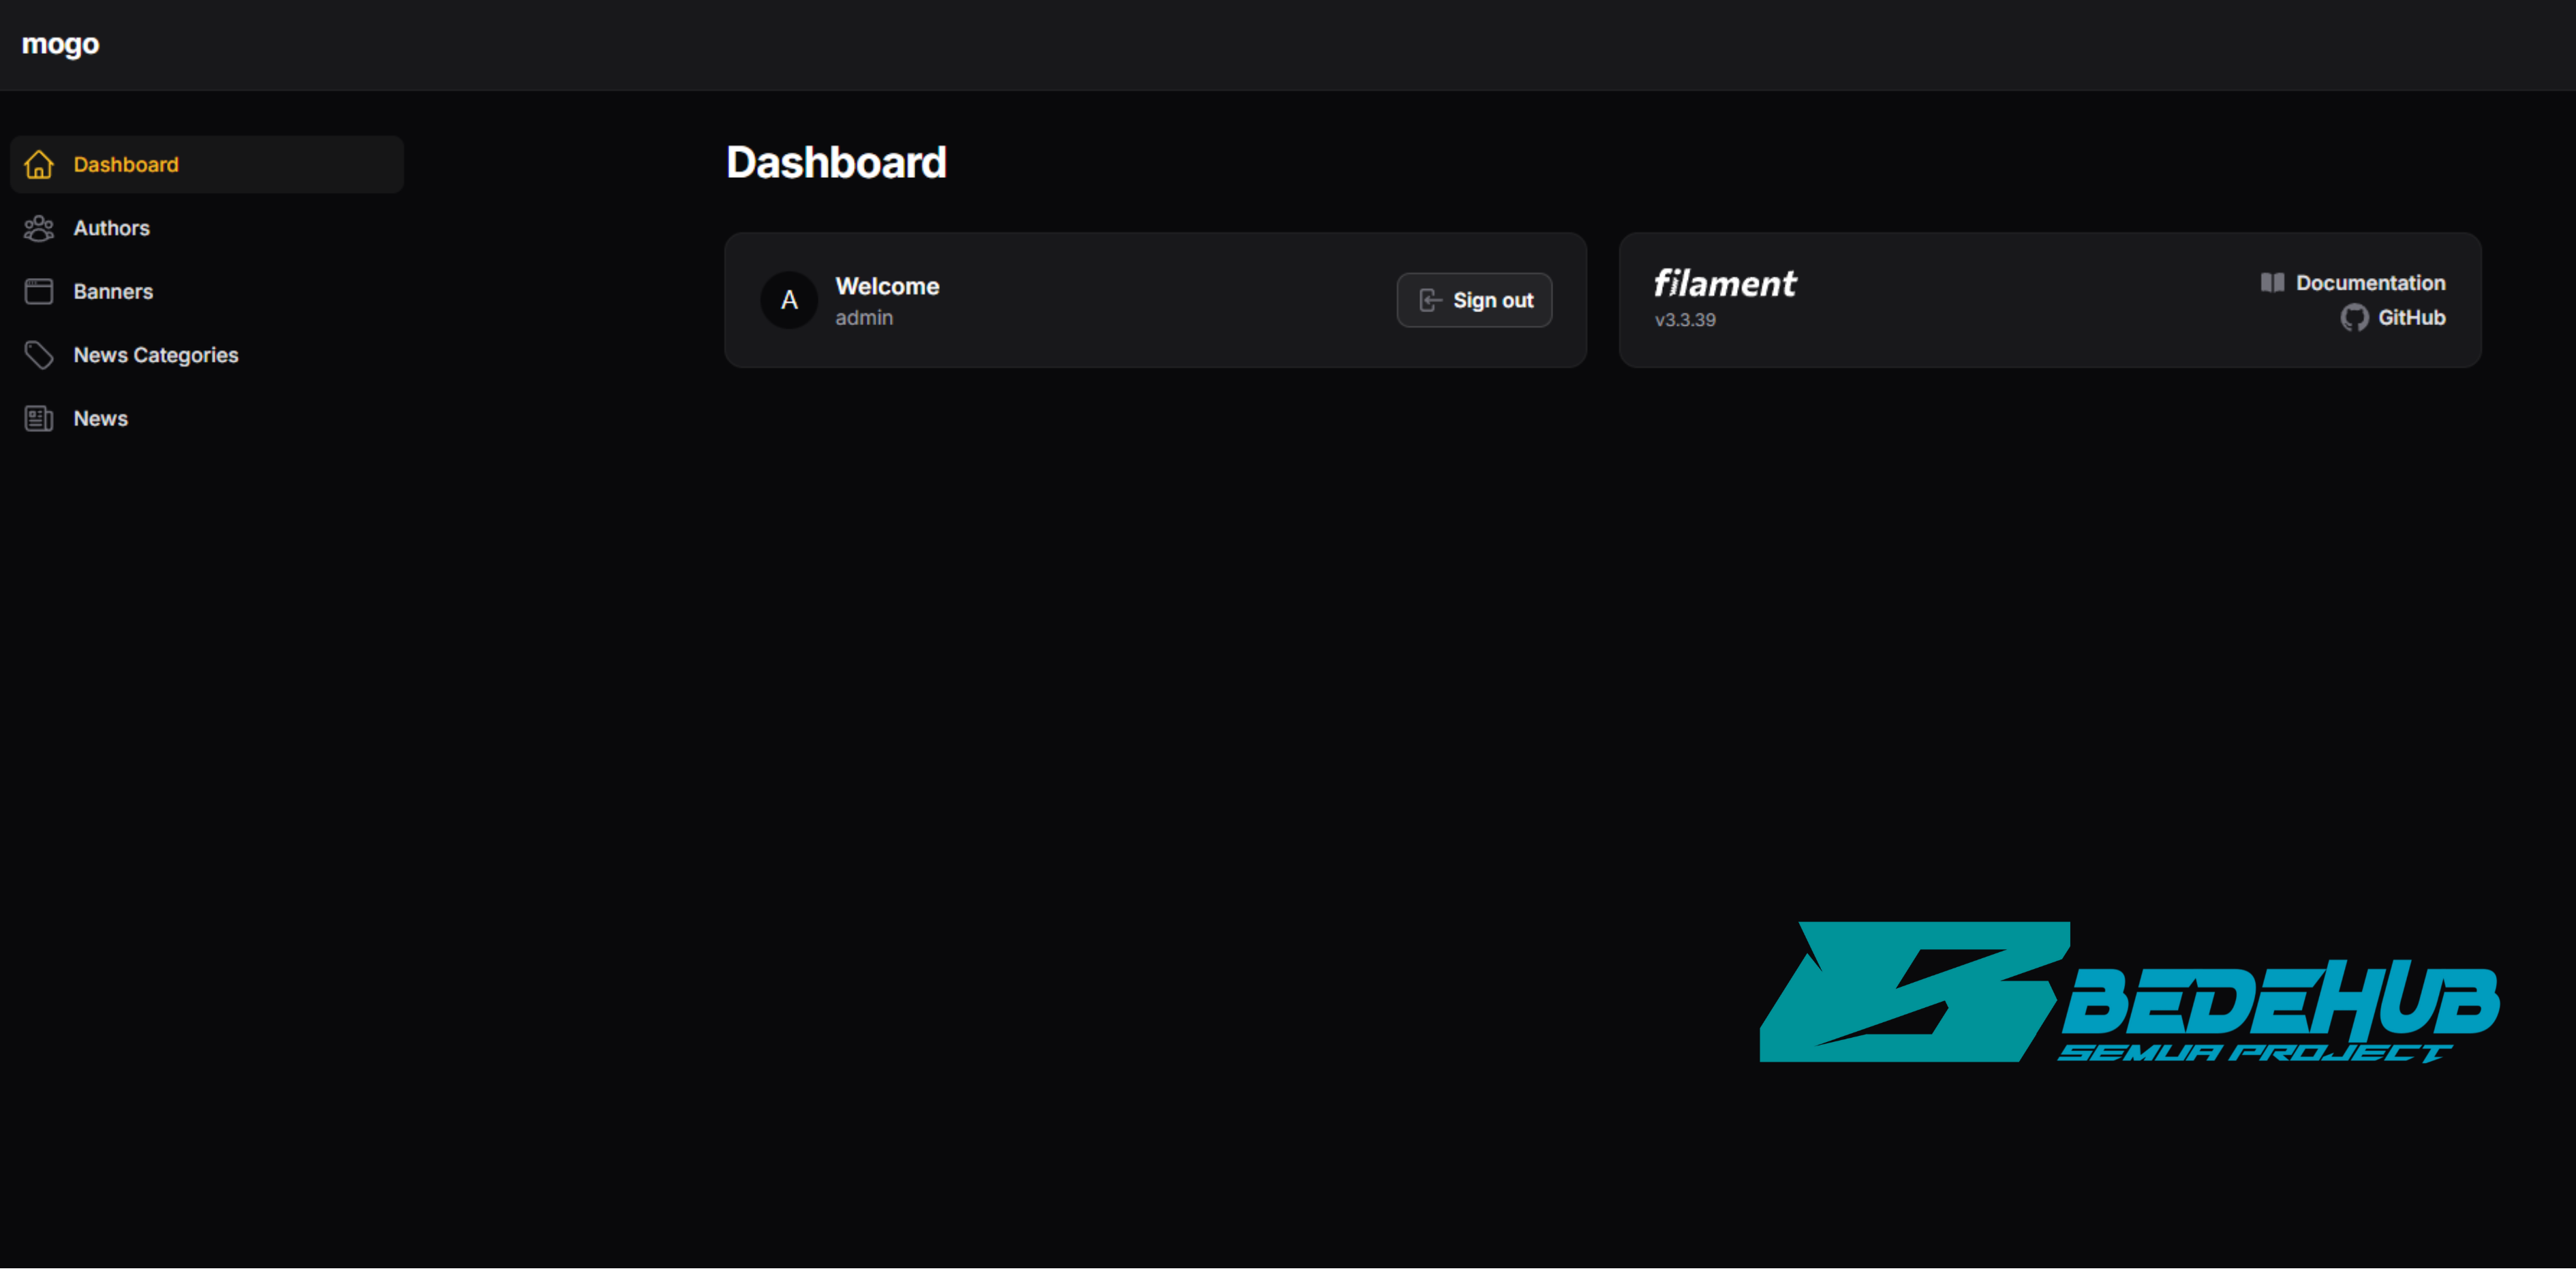 mogo
Dashboard
Authors
Banners
News Categories
News
Dashboard
A
Welcome
admin
Sign out
filament
v3.3.39
Documentation
GitHub
BEDEHUB
SEMUA PROJECT